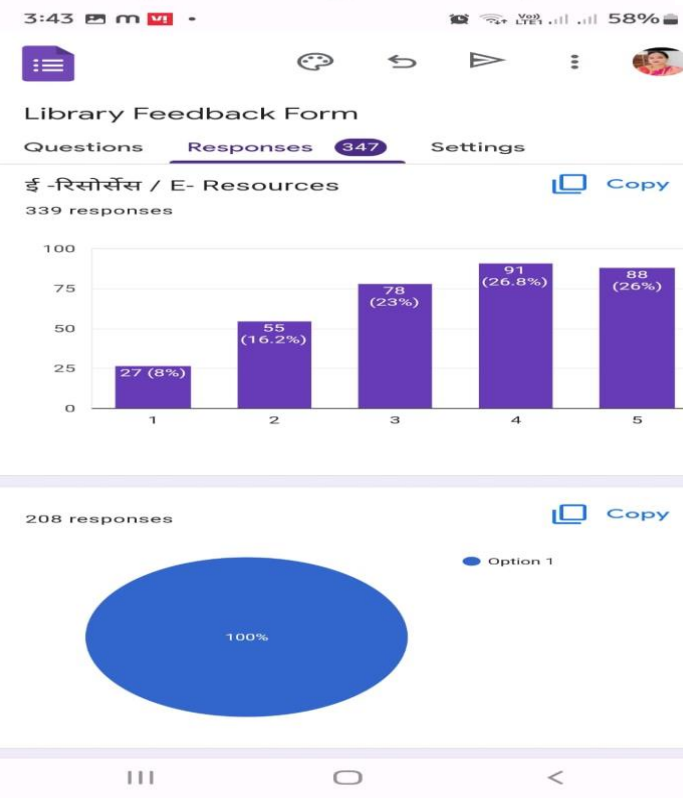 3:43
Vo)) LTE1 58%
Library Feedback Form
Questions Responses 347 Settings
ई -रिसोर्सेस / E- Resources
Copy
339 responses
100
75
50
25
0
27 (8%)
55 (16.2%)
78 (23%)
91 (26.8%)
88 (26%)
1 2 3 4 5
208 responses
Copy
Option 1
100%